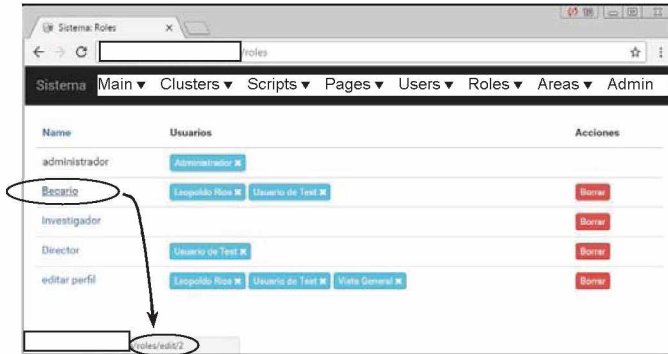 Sistema: Roles
/roles
Sistema Main ▾ Clusters ▾ Scripts ▾ Pages ▾ Users ▾ Roles ▾ Areas ▾ Admin
Name Usuarios Acciones
administrador Administrador ×
Becario Leopoldo Rios × Usuario de Test × Borrar
Investigador Borrar
Director Usuario de Test × Borrar
editar perfil Leopoldo Rios × Usuario de Test × Vista General × Borrar
/roles/edit/2